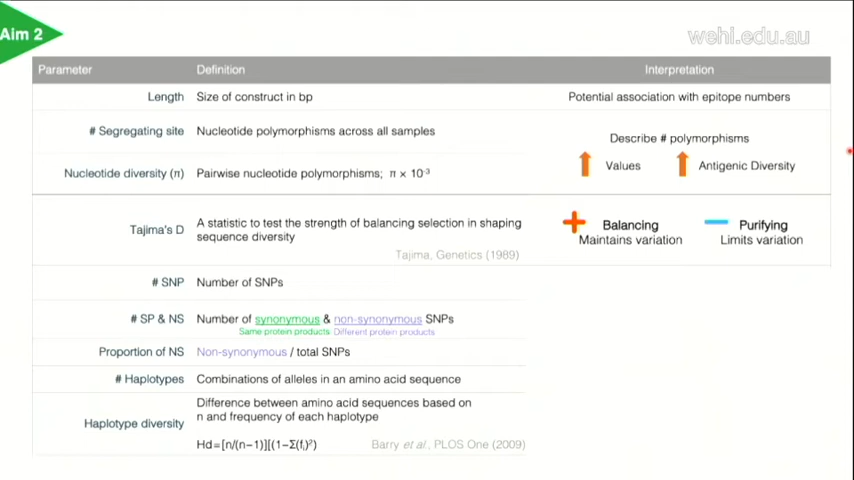 Aim 2
wehi.edu.au
Parameter Definition Interpretation
Length Size of construct in bp Potential association with epitope numbers
# Segregating site Nucleotide polymorphisms across all samples
Describe # polymorphisms
Values Antigenic Diversity
Nucleotide diversity (π) Pairwise nucleotide polymorphisms; π × 10⁻³
Tajima's D A statistic to test the strength of balancing selection in shaping
sequence diversity
Tajima, Genetics (1989)
+ Balancing − Purifying
Maintains variation Limits variation
# SNP Number of SNPs
# SP & NS Number of synonymous & non-synonymous SNPs
Same protein products Different protein products
Proportion of NS Non-synonymous / total SNPs
# Haplotypes Combinations of alleles in an amino acid sequence
Haplotype diversity Difference between amino acid sequences based on
n and frequency of each haplotype
Hd=[n/(n−1)][(1−Σ(fᵢ)²) Barry et al., PLOS One (2009)